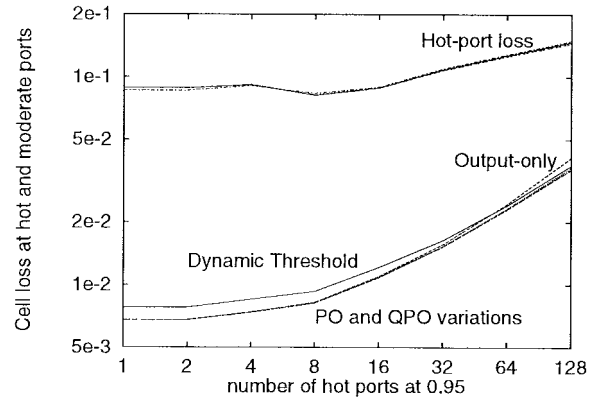 2e-1
Hot-port loss
1e-1
5e-2
Output-only
2e-2
Dynamic Threshold
1e-2
PO and QPO variations
5e-3
1 2 4 8 16 32 64 128
number of hot ports at 0.95
Cell loss at hot and moderate ports